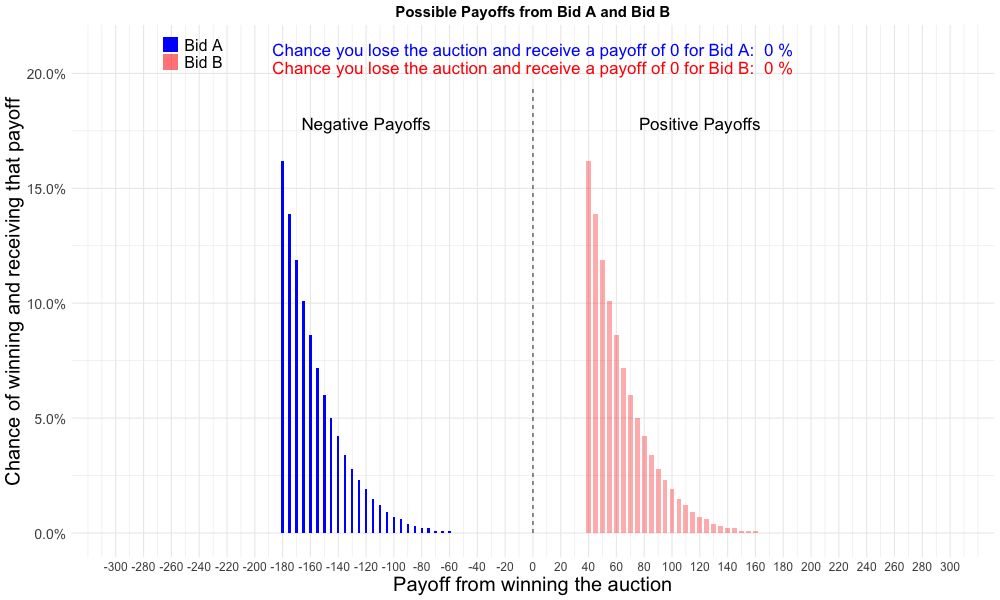 Possible Payoffs from Bid A and Bid B
Bid A
Bid B
Chance you lose the auction and receive a payoff of 0 for Bid A:  0 %
Chance you lose the auction and receive a payoff of 0 for Bid B:  0 %
Negative Payoffs
Positive Payoffs
Chance of winning and receiving that payoff
20.0%
15.0%
10.0%
5.0%
0.0%
-300 -280 -260 -240 -220 -200 -180 -160 -140 -120 -100 -80 -60 -40 -20 0 20 40 60 80 100 120 140 160 180 200 220 240 260 280 300
Payoff from winning the auction